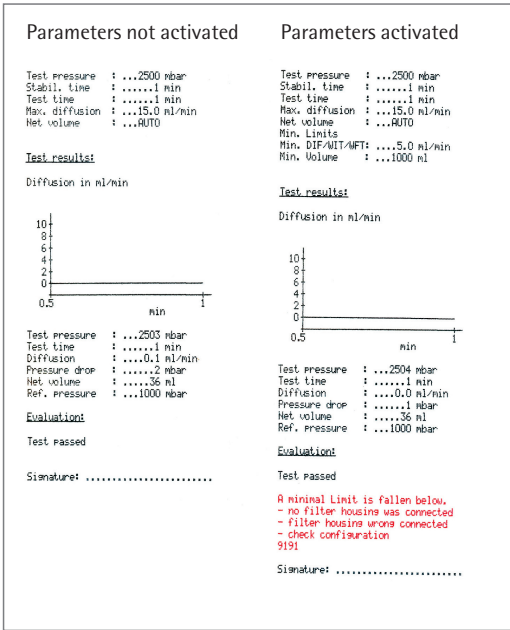 Parameters not activated
Test pressure : ...2500 mbar
Stabil. time : ......1 min
Test time : ......1 min
Max. diffusion : ...15.0 ml/min
Net volume : ...AUTO
Test results:
Diffusion in ml/min
10
8
6
4
2
0
0.5
1
min
Test pressure : ...2503 mbar
Test time : ......1 min
Diffusion : ....0.1 ml/min
Pressure drop : ......2 mbar
Net volume : .....36 ml
Ref. pressure : ...1000 mbar
Evaluation:
Test passed
Signature: ........................
Parameters activated
Test pressure : ...2500 mbar
Stabil. time : ......1 min
Test time : ......1 min
Max. diffusion : ...15.0 ml/min
Net volume : ...AUTO
Min. Limits
Min. DIF/WIT/WFT: ....5.0 ml/min
Min. Volume : ...1000 ml
Test results:
Diffusion in ml/min
10
8
6
4
2
0
0.5
1
min
Test pressure : ...2504 mbar
Test time : ......1 min
Diffusion : ....0.0 ml/min
Pressure drop : ......1 mbar
Net volume : .....36 ml
Ref. pressure : ...1000 mbar
Evaluation:
Test passed
A minimal Limit is fallen below.
- no filter housing was connected
- filter housing wrong connected
- check configuration
9191
Signature: ........................